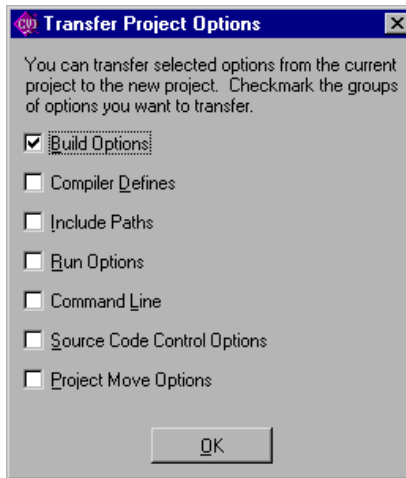 CVI Transfer Project Options
You can transfer selected options from the current
project to the new project. Checkmark the groups
of options you want to transfer.
Build Options
Compiler Defines
Include Paths
Run Options
Command Line
Source Code Control Options
Project Move Options
OK